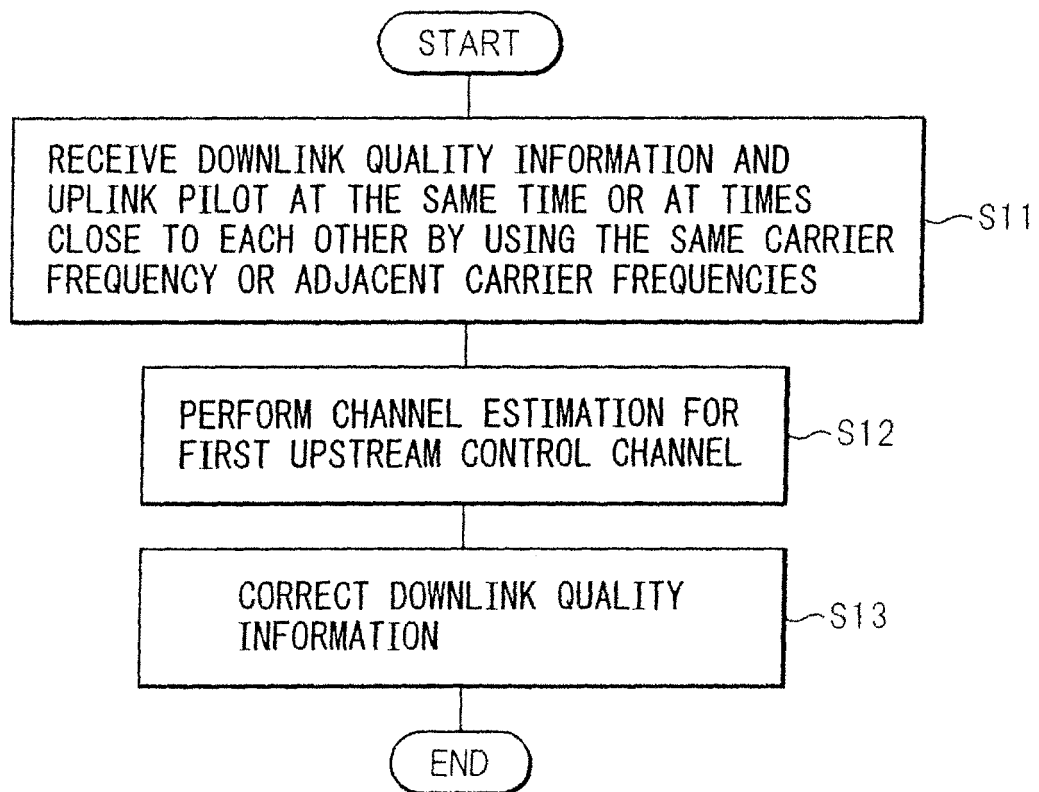 START
RECEIVE DOWNLINK QUALITY INFORMATION AND
UPLINK PILOT AT THE SAME TIME OR AT TIMES
CLOSE TO EACH OTHER BY USING THE SAME CARRIER
FREQUENCY OR ADJACENT CARRIER FREQUENCIES
S11
PERFORM CHANNEL ESTIMATION FOR
FIRST UPSTREAM CONTROL CHANNEL
S12
CORRECT DOWNLINK QUALITY
INFORMATION
S13
END